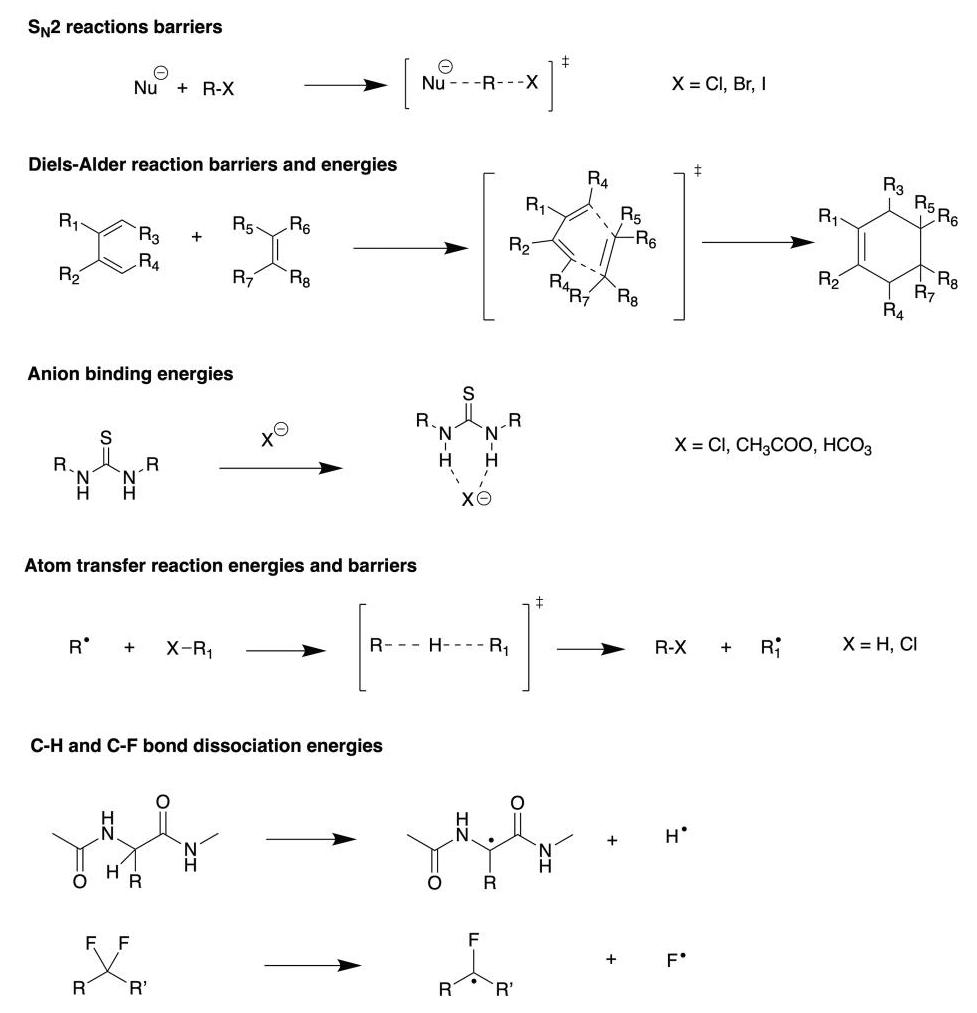 SN2 reactions barriers
Nu⊖ + R-X [ Nu⊖---R---X ]‡ X = Cl, Br, I
Diels-Alder reaction barriers and energies
R1 R3 R2 R4 + R5 R6 R7 R8 [ R4 R1 R5 R2 R6 R4 R7 R8 ]‡ R3 R1 R5 R6 R2 R8 R7 R4
Anion binding energies
S R N H N H R X⊖ S R N H N H R X⊖ X = Cl, CH3COO, HCO3
Atom transfer reaction energies and barriers
R• + X-R1 [ R--- H----R1 ]‡ R-X + R1• X = H, Cl
C-H and C-F bond dissociation energies
O H N O H R N H O H N • O R N H + H•
F F R R' F R • R' + F•